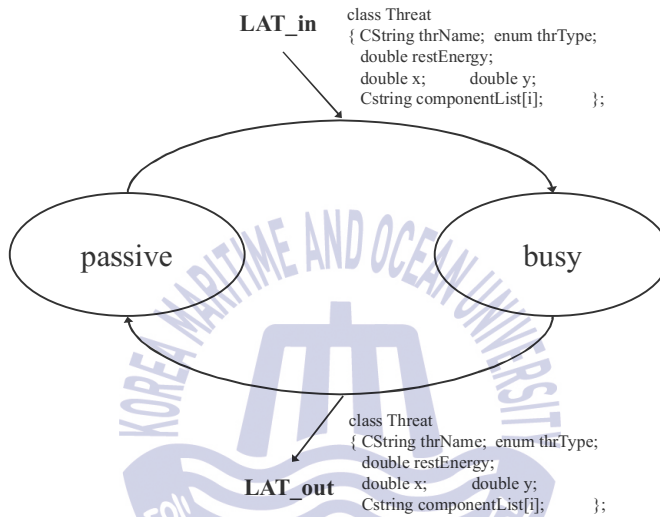 LAT_in
class Threat
{ CString thrName; enum thrType;
double restEnergy;
double x; double y;
Cstring componentList[i]; };
passive
busy
KOREA MARITIME AND OCEAN UNIVERSITY
class Threat
{ CString thrName; enum thrType;
double restEnergy;
double x; double y;
Cstring componentList[i]; };
LAT_out